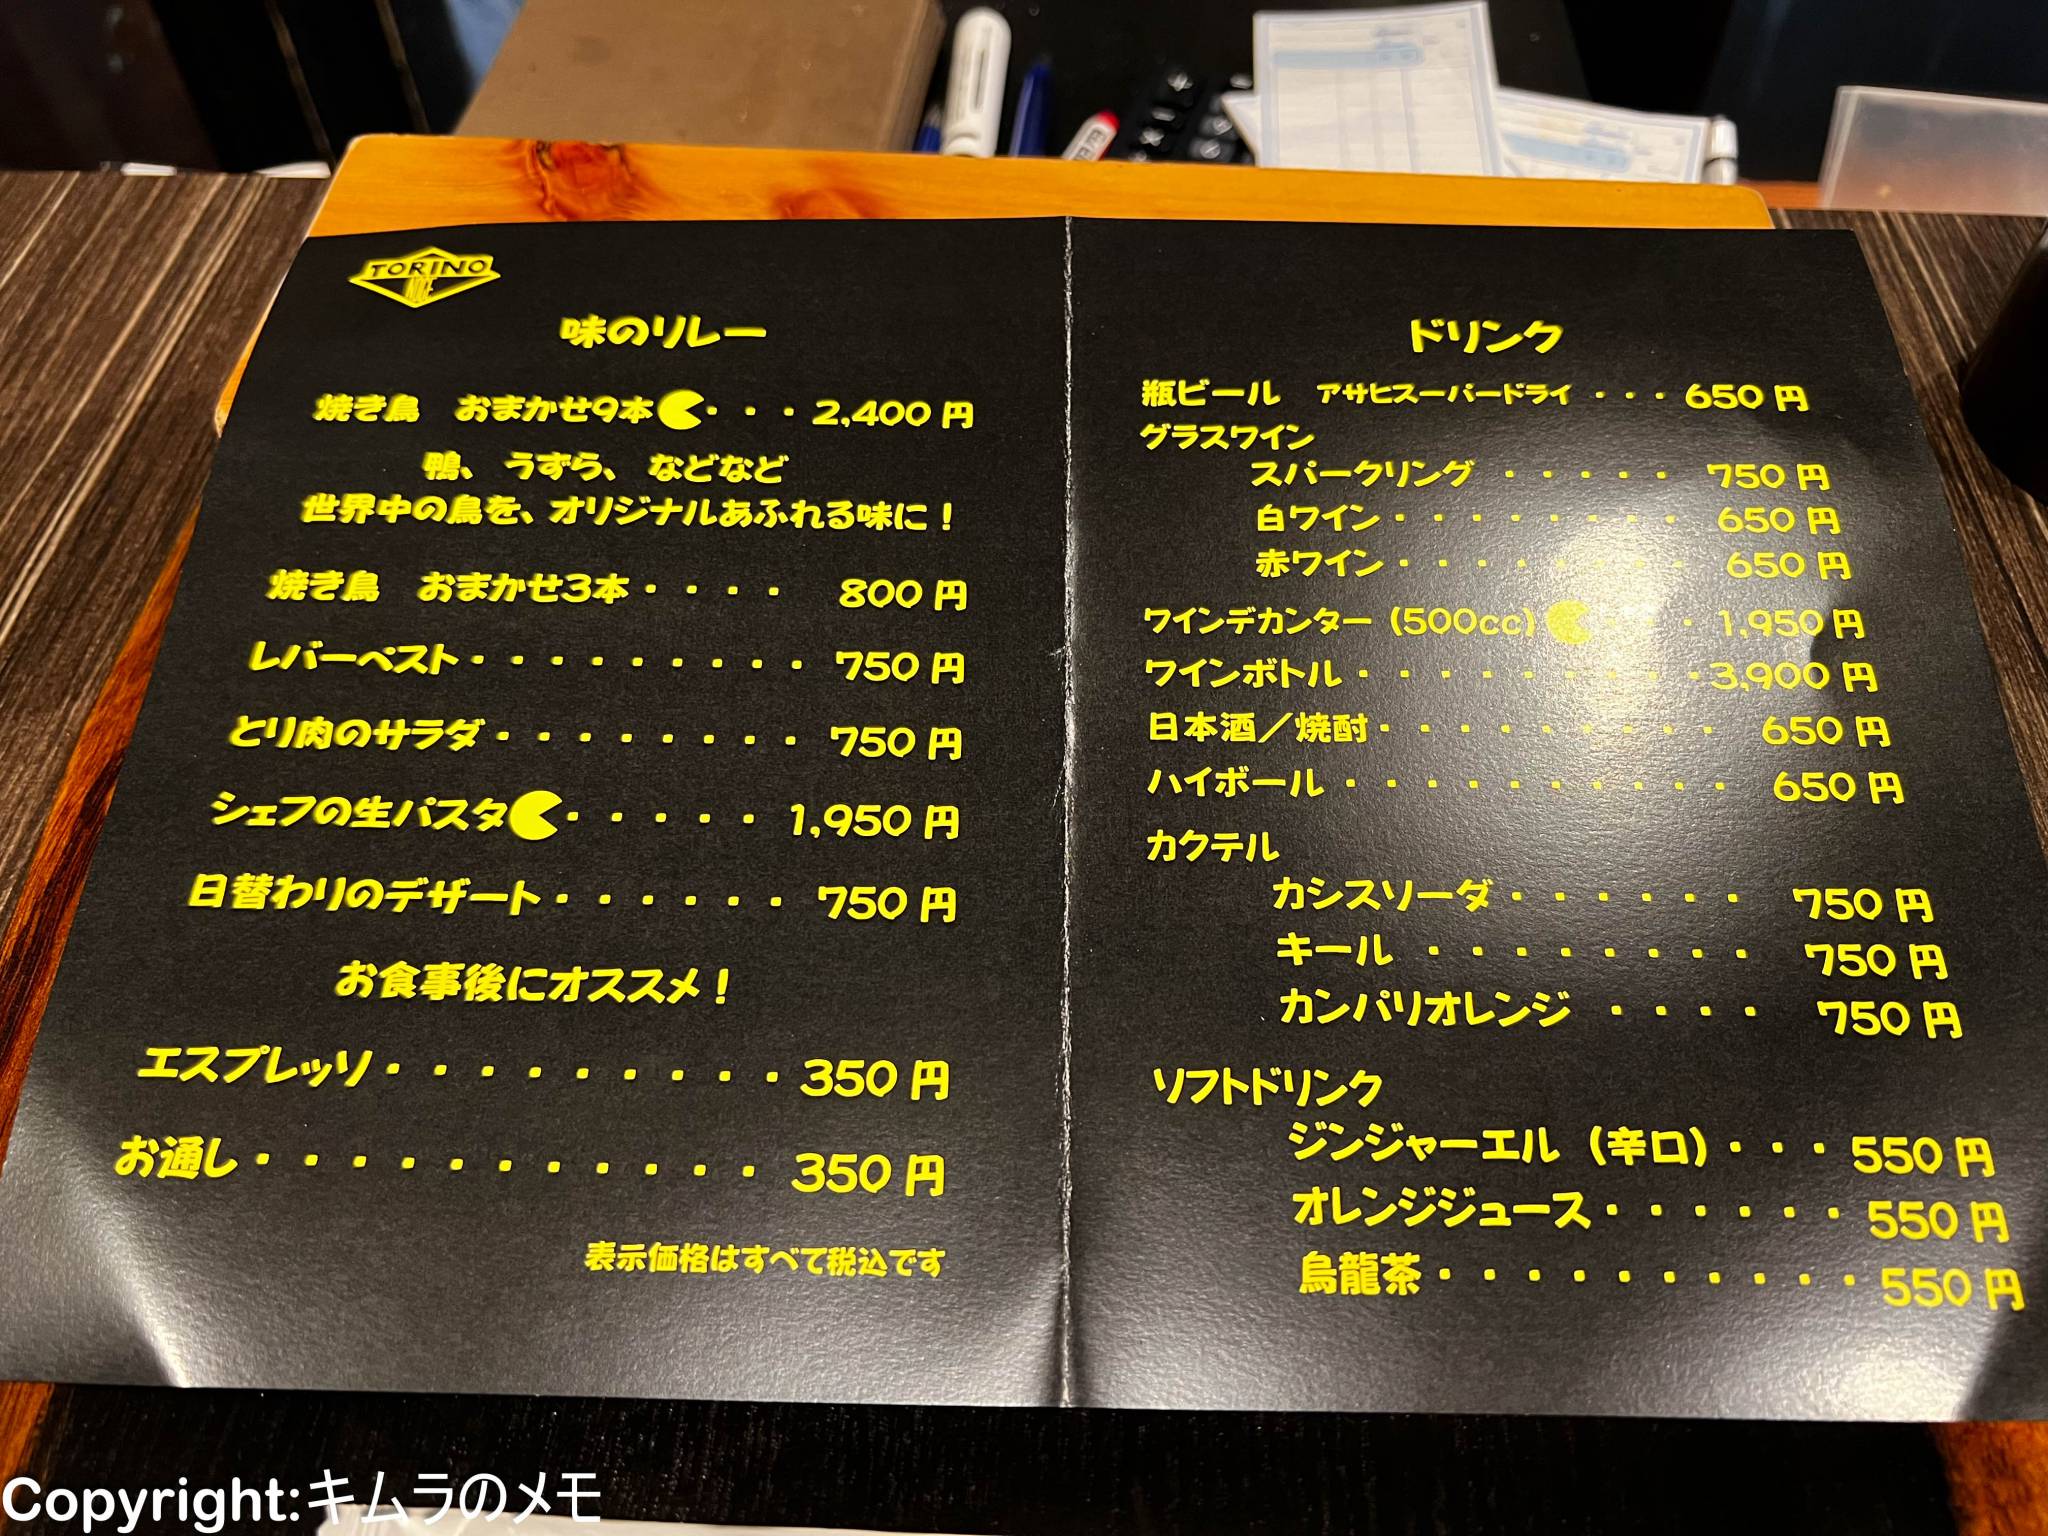 TORINO
味のリレー
焼き鳥 おまかせ9本・・・2,400円
鴨、うずら、などなど
世界中の鳥を、オリジナルあふれる味に！
焼き鳥 おまかせ3本・・・・ 800円
レバーペスト・・・・・・・・・ 750円
とり肉のサラダ・・・・・・・・ 750円
シェフの生パスタ・・・・・ 1,950円
日替わりのデザート・・・・・・ 750円
お食事後にオススメ！
エスプレッソ・・・・・・・・・350円
お通し・・・・・・・・・・・350円
表示価格はすべて税込です
ドリンク
瓶ビール アサヒスーパードライ・・・650円
グラスワイン
スパークリング・・・・・ 750円
白ワイン・・・・・・・・ 650円
赤ワイン・・・・・・・・ 650円
ワインデカンター(500cc)・・・1,950円
ワインボトル・・・・・・・・・3,900円
日本酒／焼酎・・・・・・・・・ 650円
ハイボール・・・・・・・・・・ 650円
カクテル
カシスソーダ・・・・・・ 750円
キール・・・・・・・・ 750円
カンパリオレンジ・・・・ 750円
ソフトドリンク
ジンジャーエル(辛口)・・・550円
オレンジジュース・・・・・・550円
烏龍茶・・・・・・・・・・550円
Copyright:キムラのメモ